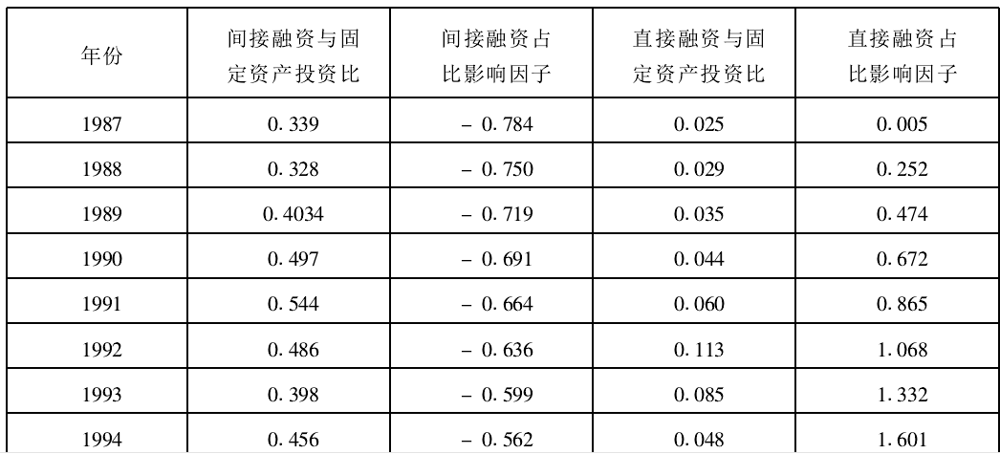 年份 间接融资与固定资产投资比 间接融资占比影响因子 直接融资与固定资产投资比 直接融资占比影响因子
1987 0.339 – 0.784 0.025 0.005
1988 0.328 – 0.750 0.029 0.252
1989 0.4034 – 0.719 0.035 0.474
1990 0.497 – 0.691 0.044 0.672
1991 0.544 – 0.664 0.060 0.865
1992 0.486 – 0.636 0.113 1.068
1993 0.398 – 0.599 0.085 1.332
1994 0.456 – 0.562 0.048 1.601